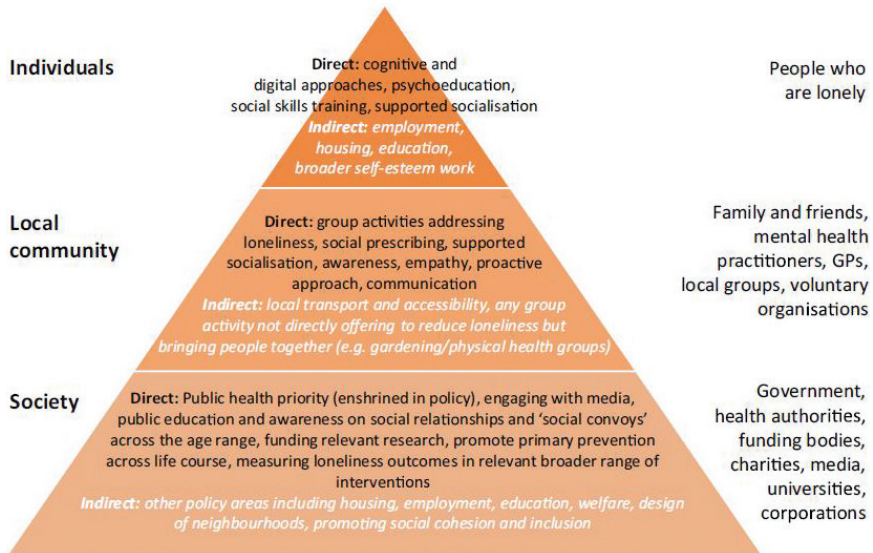 Individuals
Direct: cognitive and
digital approaches, psychoeducation,
social skills training, supported socialisation
Indirect: employment,
housing, education,
broader self-esteem work
People who
are lonely
Local
community
Direct: group activities addressing
loneliness, social prescribing, supported
socialisation, awareness, empathy, proactive
approach, communication
Indirect: local transport and accessibility, any group
activity not directly offering to reduce loneliness but
bringing people together (e.g. gardening/physical health groups)
Family and friends,
mental health
practitioners, GPs,
local groups, voluntary
organisations
Society
Direct: Public health priority (enshrined in policy), engaging with media,
public education and awareness on social relationships and ‘social convoys’
across the age range, funding relevant research, promote primary prevention
across life course, measuring loneliness outcomes in relevant broader range of
interventions
Indirect: other policy areas including housing, employment, education, welfare, design
of neighbourhoods, promoting social cohesion and inclusion
Government,
health authorities,
funding bodies,
charities, media,
universities,
corporations